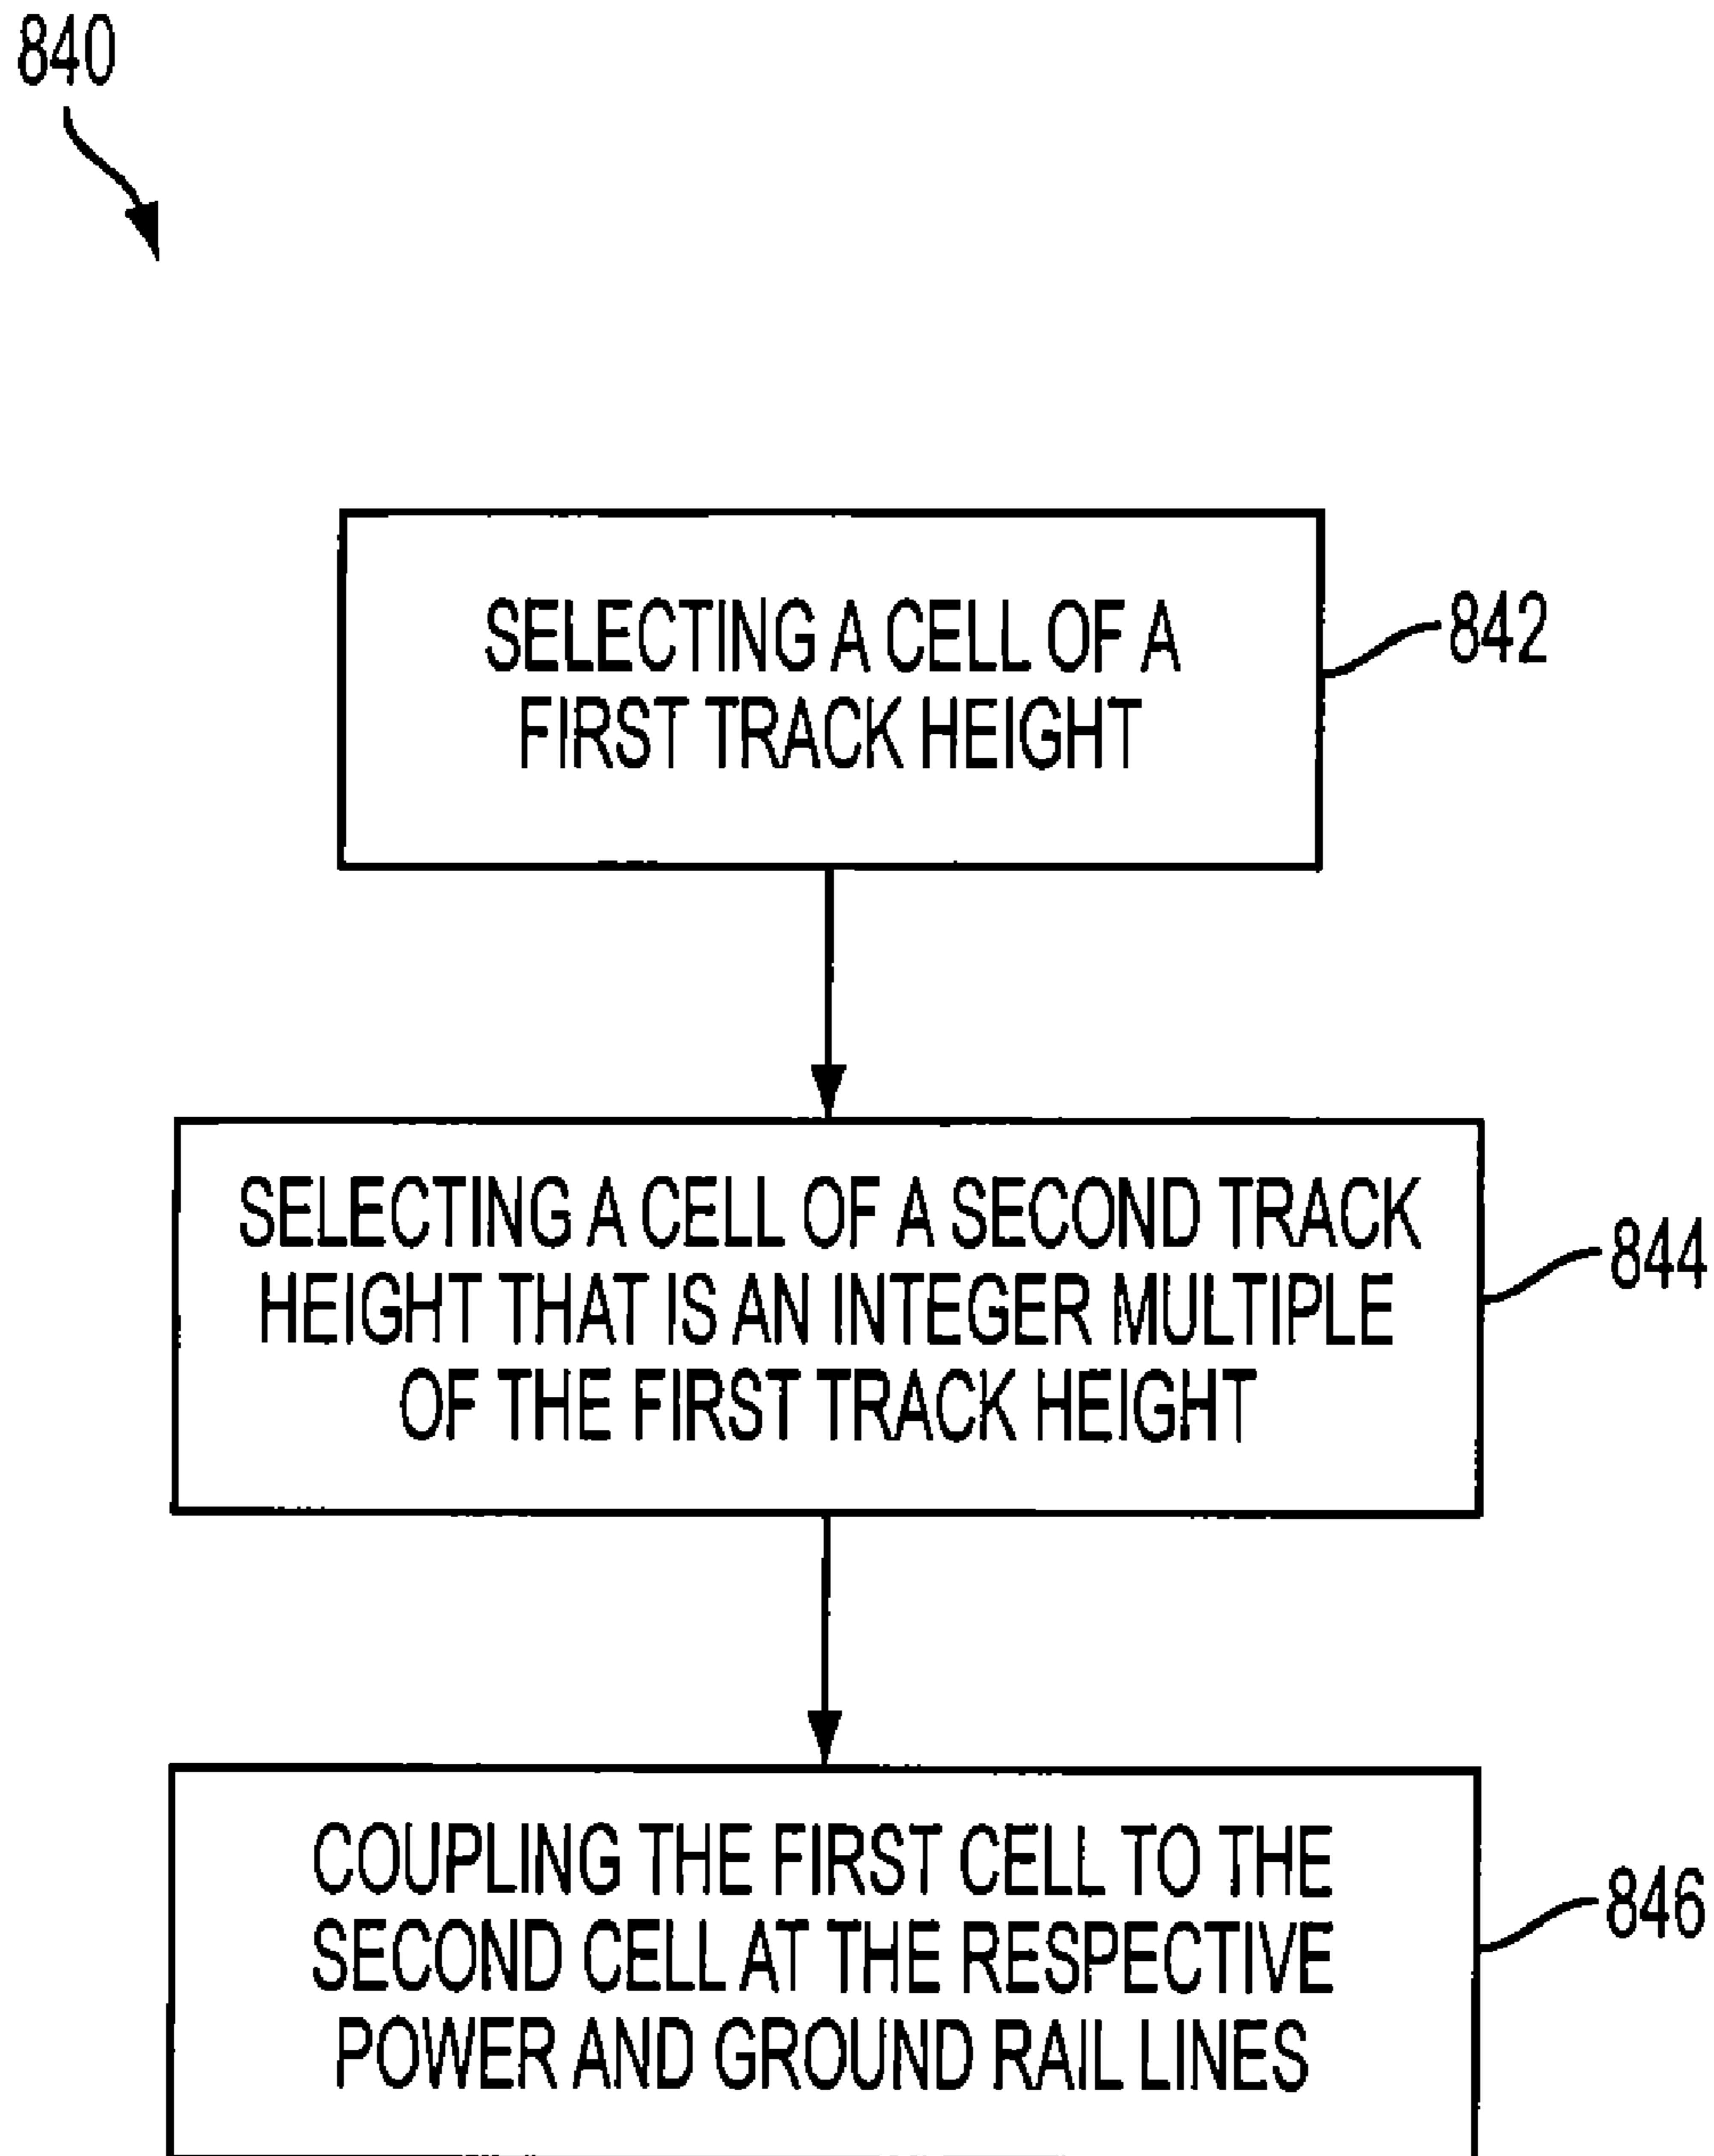 840
SELECTING A CELL OF A
FIRST TRACK HEIGHT
842
SELECTING A CELL OF A SECOND TRACK
HEIGHT THAT IS AN INTEGER MULTIPLE
OF THE FIRST TRACK HEIGHT
844
COUPLING THE FIRST CELL TO THE
SECOND CELL AT THE RESPECTIVE
POWER AND GROUND RAIL LINES
846